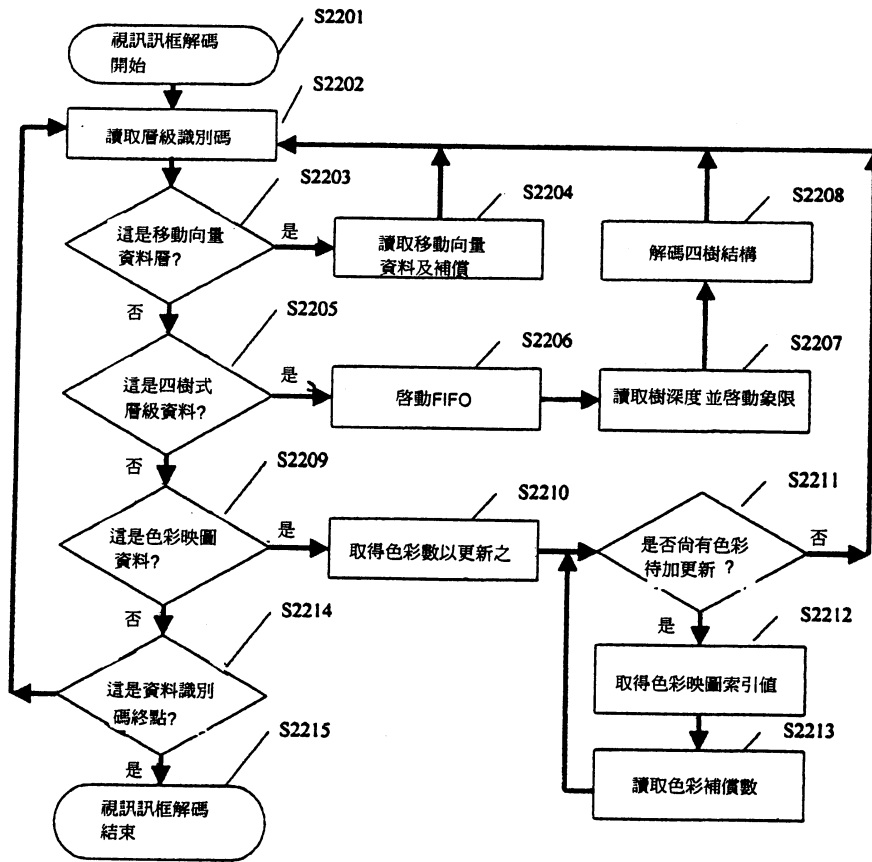 S2201
視訊訊框解碼
開始
S2202
讀取層級識別碼
S2203
這是移動向量
資料層?
是
S2204
讀取移動向量
資料及補償
S2208
解碼四樹結構
否
S2205
這是四樹式
層級資料?
是
S2206
啓動FIFO
S2207
讀取樹深度 並啓動象限
否
S2209
這是色彩映圖
資料?
是
S2210
取得色彩數以更新之
S2211
是否尚有色彩
待加更新?
否
是
S2212
取得色彩映圖索引值
S2213
讀取色彩補償數
否
S2214
這是資料識別
碼終點?
是
S2215
視訊訊框解碼
結束